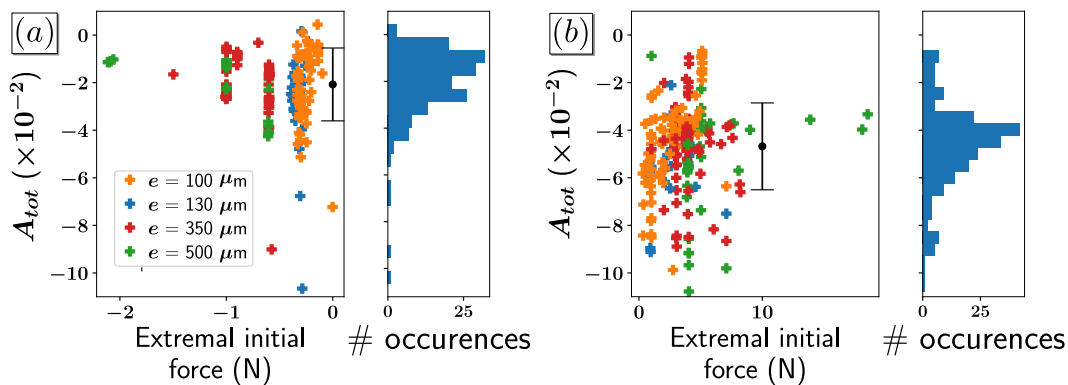 (a)
A_tot (×10⁻²)
0
−2
−4
−6
−8
−10
e = 100 μm
e = 130 μm
e = 350 μm
e = 500 μm
−2 −1 0
Extremal initial
force (N)
25
# occurences
(b)
A_tot (×10⁻²)
0
−2
−4
−6
−8
−10
0 10
Extremal initial
force (N)
25
# occurences